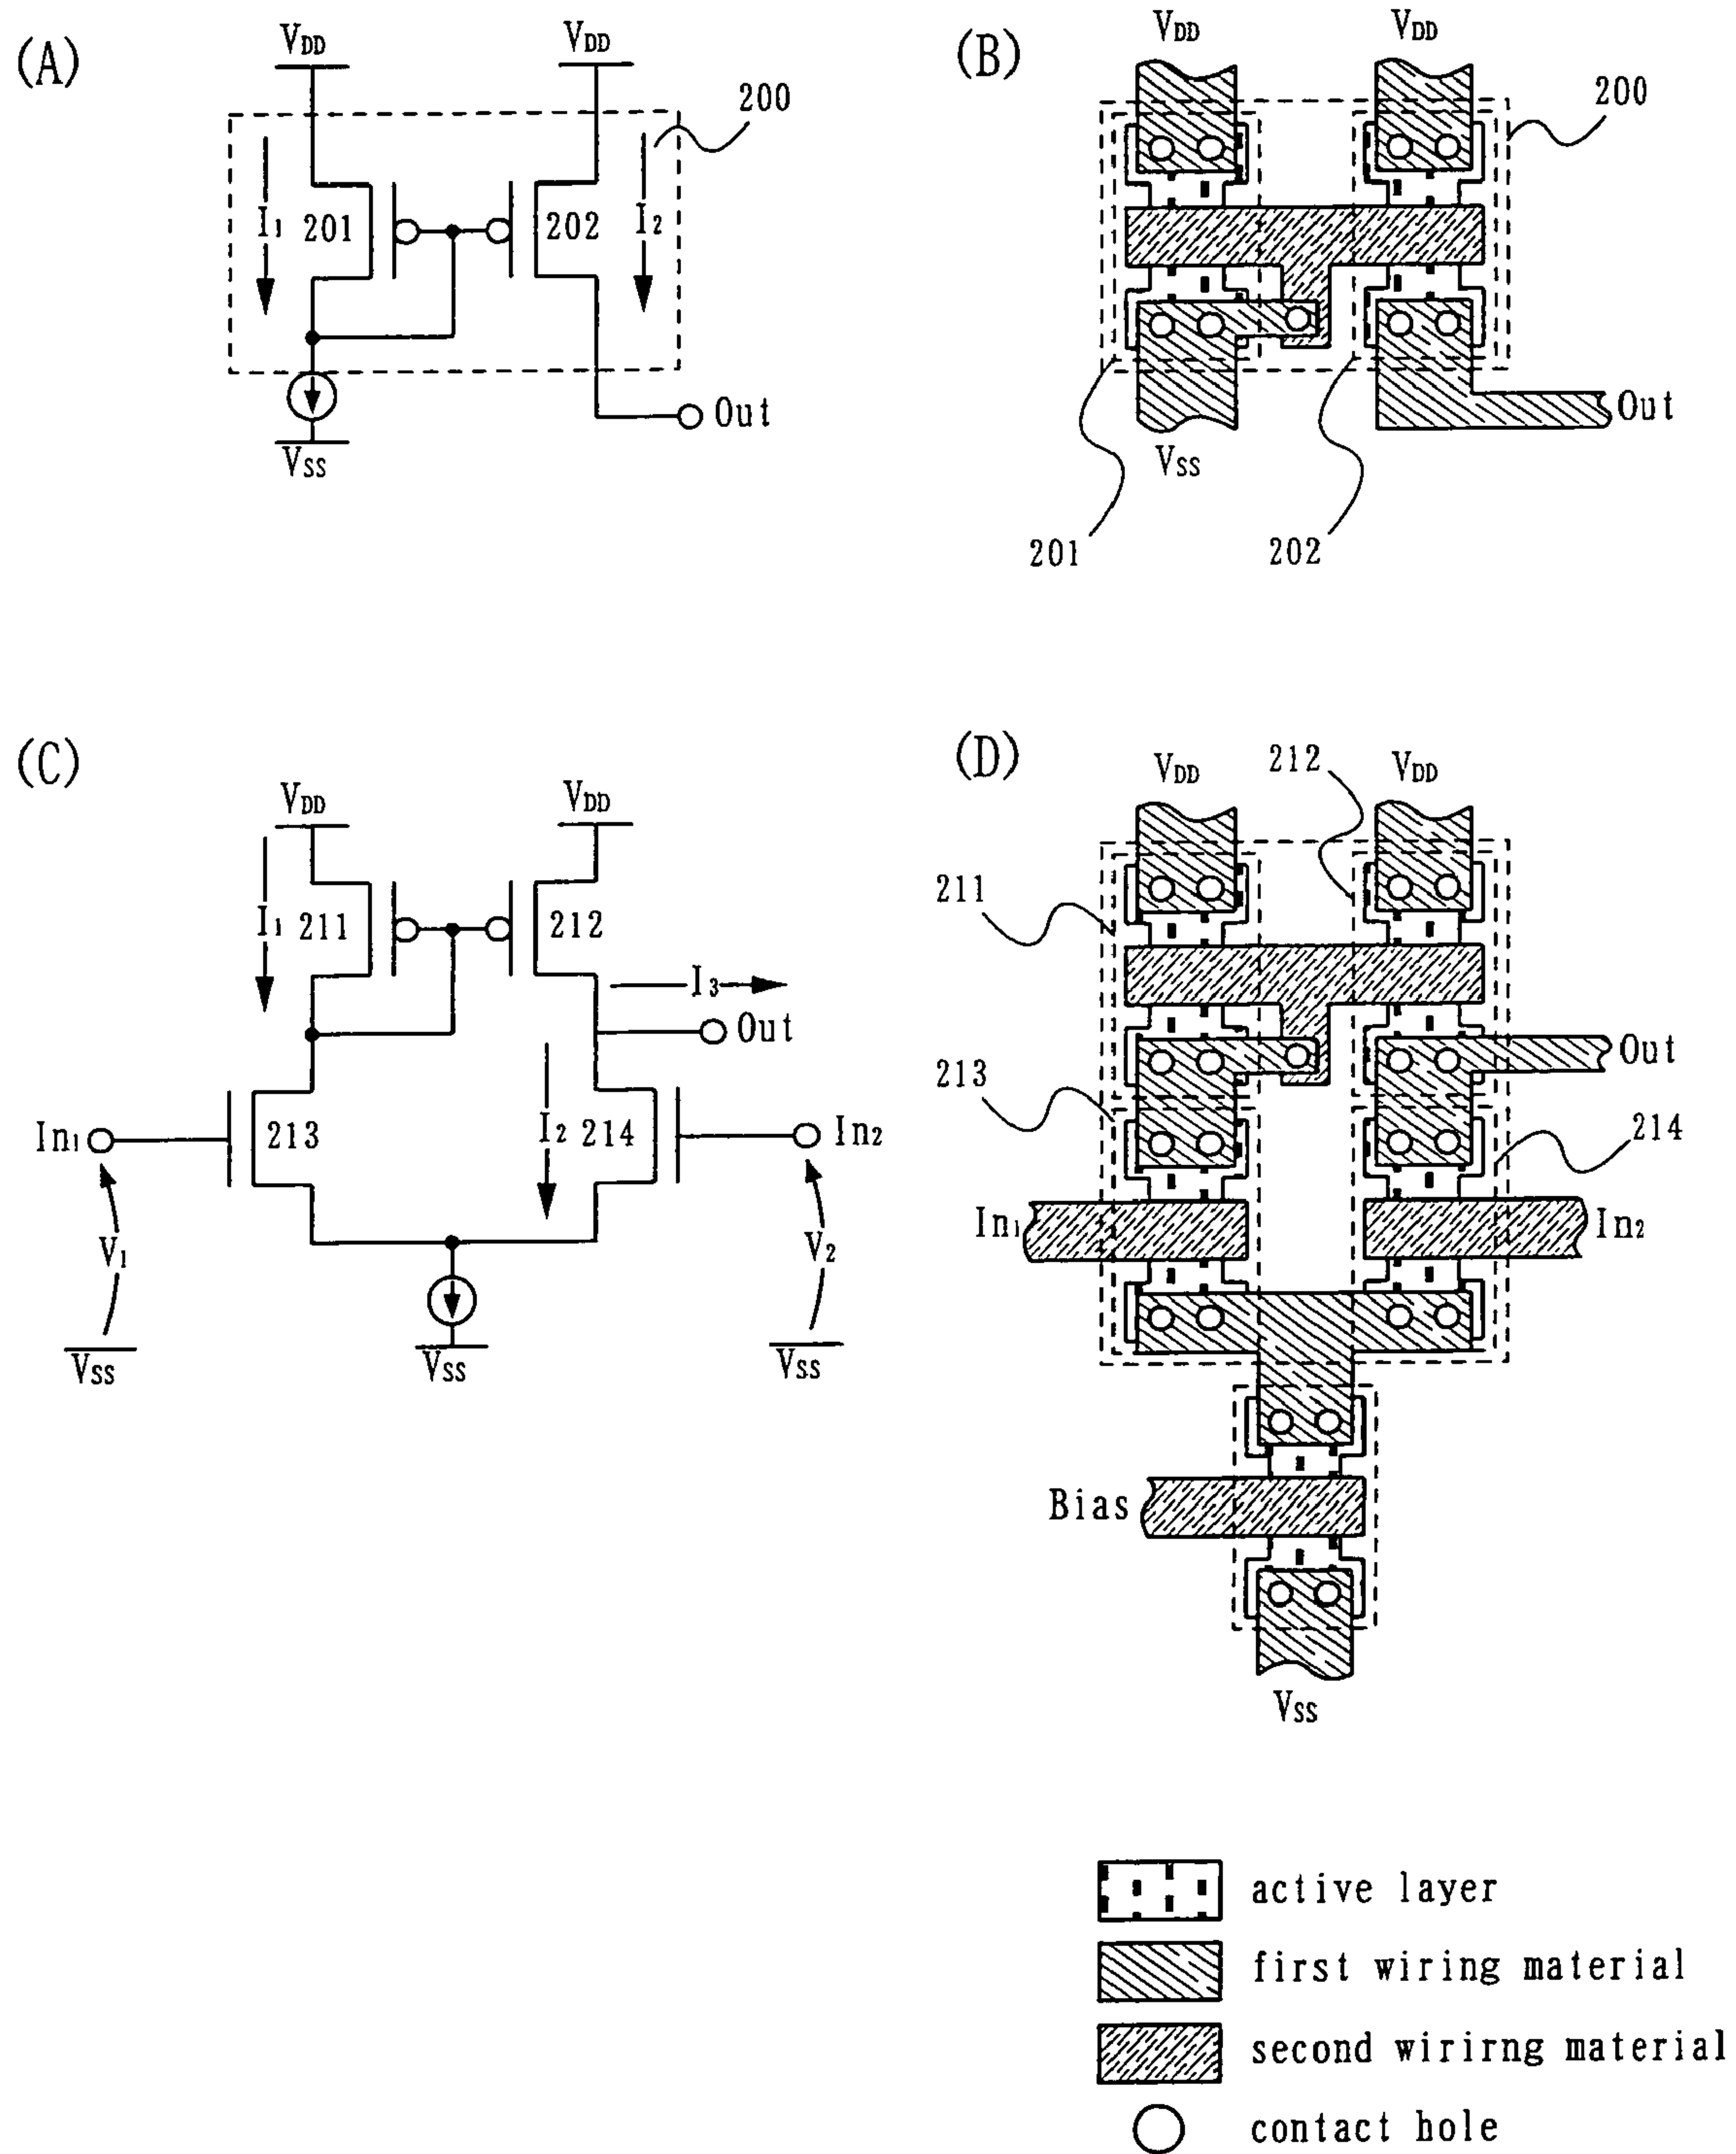 (A)
VDD
VDD
200
I1
201
202
I2
Out
VSS
(B)
VDD
VDD
200
Out
VSS
201
202
(C)
VDD
VDD
I1
211
212
I3
Out
In1
213
I2
214
In2
V1
V2
VSS
VSS
VSS
(D)
VDD
212
VDD
211
Out
213
214
In1
In2
Bias
VSS
active layer
first wiring material
second wirirng material
contact hole